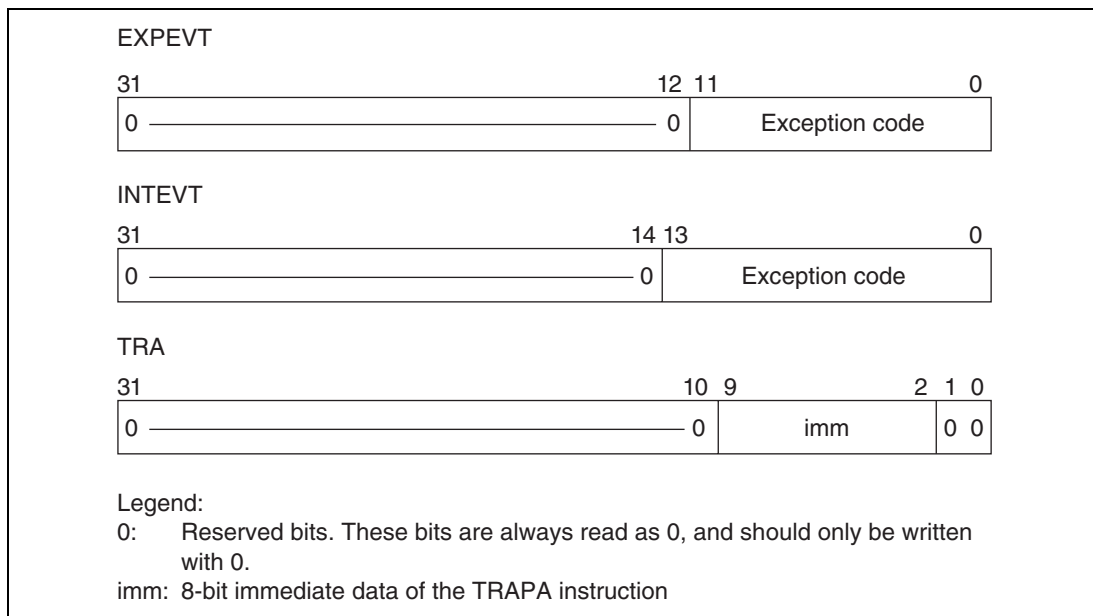 EXPEVT
31 12 11 0
0 0 Exception code
INTEVT
31 14 13 0
0 0 Exception code
TRA
31 10 9 2 1 0
0 0 imm 0 0
Legend:
0: Reserved bits. These bits are always read as 0, and should only be written
with 0.
imm: 8-bit immediate data of the TRAPA instruction